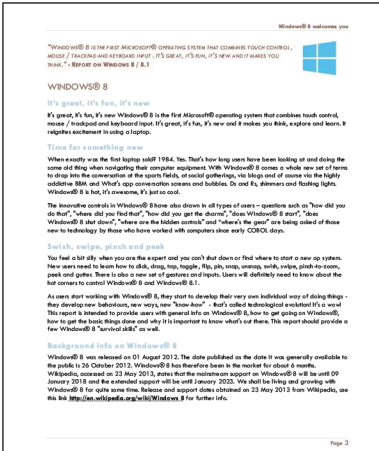 Windows® 8 welcomes you
"WINDOWS® 8 IS THE FIRST MICROSOFT® OPERATING SYSTEM THAT COMBINES TOUCH CONTROL,
MOUSE / TRACKPAD AND KEYBOARD INPUT. IT'S GREAT, IT'S FUN, IT'S NEW AND IT MAKES YOU
THINK." - REPORT ON WINDOWS 8 / 8.1
WINDOWS® 8
It's great, it's fun, it's new
It's great, it's fun, it's new Windows® 8 is the first Microsoft® operating system that combines touch control,
mouse / trackpad and keyboard input. It's great, it's fun, it's new and it makes you think, explore and learn. It
reignites excitement in using a laptop.
Time for something new
When exactly was the first laptop sold? 1984. Yes. That's how long users have been looking at and doing the
same old thing when navigating their computer equipment. With Windows® 8 comes a whole new set of terms
to drop into the conversation at the sports fields, at social gatherings, via blogs and of course via the highly
addictive BBM and What's app conversation screens and bubbles. Ds and Rs, shimmers and flashing lights.
Windows® 8 is hot, it's awesome, it's just so cool.
The innovative controls in Windows® 8 have also drawn in all types of users – questions such as "how did you
do that", "where did you find that", "how did you get the charms", "does Windows® 8 start", "does
Windows® 8 shut down", "where are the hidden controls" and "where's the gear" are being asked of those
new to technology by those who have worked with computers since early COBOL days.
Swish, swipe, pinch and peek
You feel a bit silly when you are the expert and you can't shut down or find where to start a new op system.
New users need to learn how to click, drag, tap, toggle, flip, pin, snap, unsnap, swish, swipe, pinch-to-zoom,
peek and gutter. There is also a new set of gestures and inputs. Users will definitely need to know about the
hot corners to control Windows® 8 and Windows® 8.1.
As users start working with Windows® 8, they start to develop their very own individual way of doing things -
they develop new behaviours, new ways, new "know-how" - that's called technological evolution! It's a wow!
This report is intended to provide users with general info on Windows® 8, how to get going on Windows®,
how to get the basics done and why it is important to know what's out there. This report should provide a
few Windows® 8 "survival skills" as well.
Background info on Windows® 8
Windows® 8 was released on 01 August 2012. The date published as the date it was generally available to
the public is 26 October 2012. Windows® 8 has therefore been in the market for about 6 months.
Wikipedia, accessed on 23 May 2013, states that the mainstream support on Windows® 8 will be until 09
January 2018 and the extended support will be until January 2023. We shall be living and growing with
Windows® 8 for quite some time. Release and support dates obtained on 23 May 2013 from Wikipedia, use
this link http://en.wikipedia.org/wiki/Windows_8 for further info.
Page 3